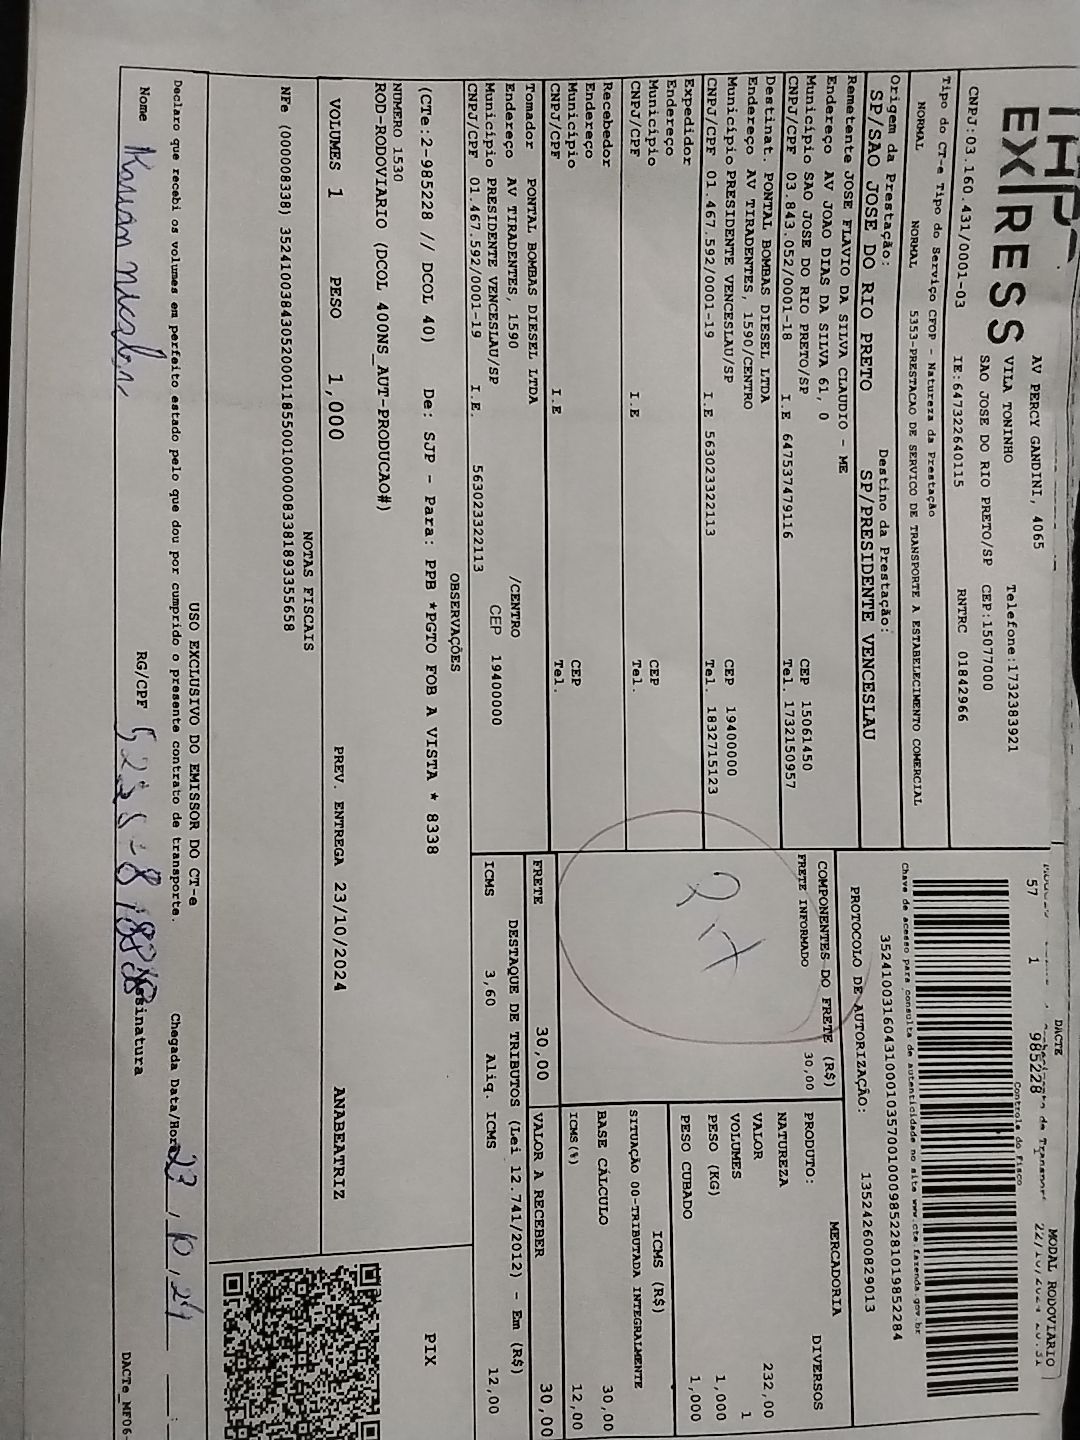 EXPRESS
AV PERCY GANDINI, 4065
VILA TONINHO
SAO JOSE DO RIO PRETO/SP CEP:15077000
Telefone:1732383921
CNPJ:03.160.431/0001-03 IE:647322640115 RNTRC 01842966
Tipo do CT-e Tipo do Serviço CFOP - Natureza da Prestação
NORMAL NORMAL 5353-PRESTACAO DE SERVICO DE TRANSPORTE A ESTABELECIMENTO COMERCIAL
Origem da Prestação: Destino da Prestação:
SP/SAO JOSE DO RIO PRETO SP/PRESIDENTE VENCESLAU
Remetente JOSE FLAVIO DA SILVA CLAUDIO - ME
Endereço AV JOAO DIAS DA SILVA 61, 0
Município SAO JOSE DO RIO PRETO/SP CEP 15061450
CNPJ/CPF 03.843.052/0001-18 I.E 647537479116 Tel. 1732150957
Destinat. PONTAL BOMBAS DIESEL LTDA
Endereço AV TIRADENTES, 1590/CENTRO
Município PRESIDENTE VENCESLAU/SP CEP 19400000
CNPJ/CPF 01.467.592/0001-19 I.E 563023322113 Tel. 1832715123
Expedidor
Endereço
Município CEP
CNPJ/CPF I.E Tel.
Recebedor
Endereço
Município CEP
CNPJ/CPF I.E Tel.
Tomador PONTAL BOMBAS DIESEL LTDA
Endereço AV TIRADENTES, 1590 /CENTRO
Município PRESIDENTE VENCESLAU/SP CEP 19400000
CNPJ/CPF 01.467.592/0001-19 I.E. 563023322113
DACTE
MODAL RODOVIARIO
57 1 985228
Controle do Fisco
Chave de acesso para consulta de autenticidade no site www.cte.fazenda.gov.br
35241003160431000103570010009852281019852284
PROTOCOLO DE AUTORIZAÇÃO: 135242600829013
COMPONENTES DO FRETE (R$)
FRETE INFORMADO 30,00
Pix
FRETE 30,00
MERCADORIA
PRODUTO: DIVERSOS
NATUREZA
VALOR 232,00
VOLUMES 1
PESO (KG) 1,000
PESO CUBADO 1,000
ICMS (R$)
SITUAÇÃO 00-TRIBUTADA INTEGRALMENTE
BASE CÁLCULO 30,00
ICMS(%) 12,00
VALOR A RECEBER 30,00
DESTAQUE DE TRIBUTOS (Lei 12.741/2012) - Em (R$)
ICMS 3,60 Aliq. ICMS 12,00
OBSERVAÇÕES
(CTe:2-985228 // DCOL 40) De: SJP - Para: PPB *PGTO FOB A VISTA * 8338
NUMERO 1530
ROD-RODOVIARIO (DCOL 400NS_AUT-PRODUCAO#)
PIX
VOLUMES 1 PESO 1,000 PREV. ENTREGA 23/10/2024 ANABEATRIZ
NOTAS FISCAIS
NFe (000008338) 35241003843052000118550010000083381893355658
USO EXCLUSIVO DO EMISSOR DO CT-e
Declaro que recebi os volumes em perfeito estado pelo que dou por cumprido o presente contrato de transporte. Chegada Data/Hora 23/10/24
Nome RG/CPF Assinatura